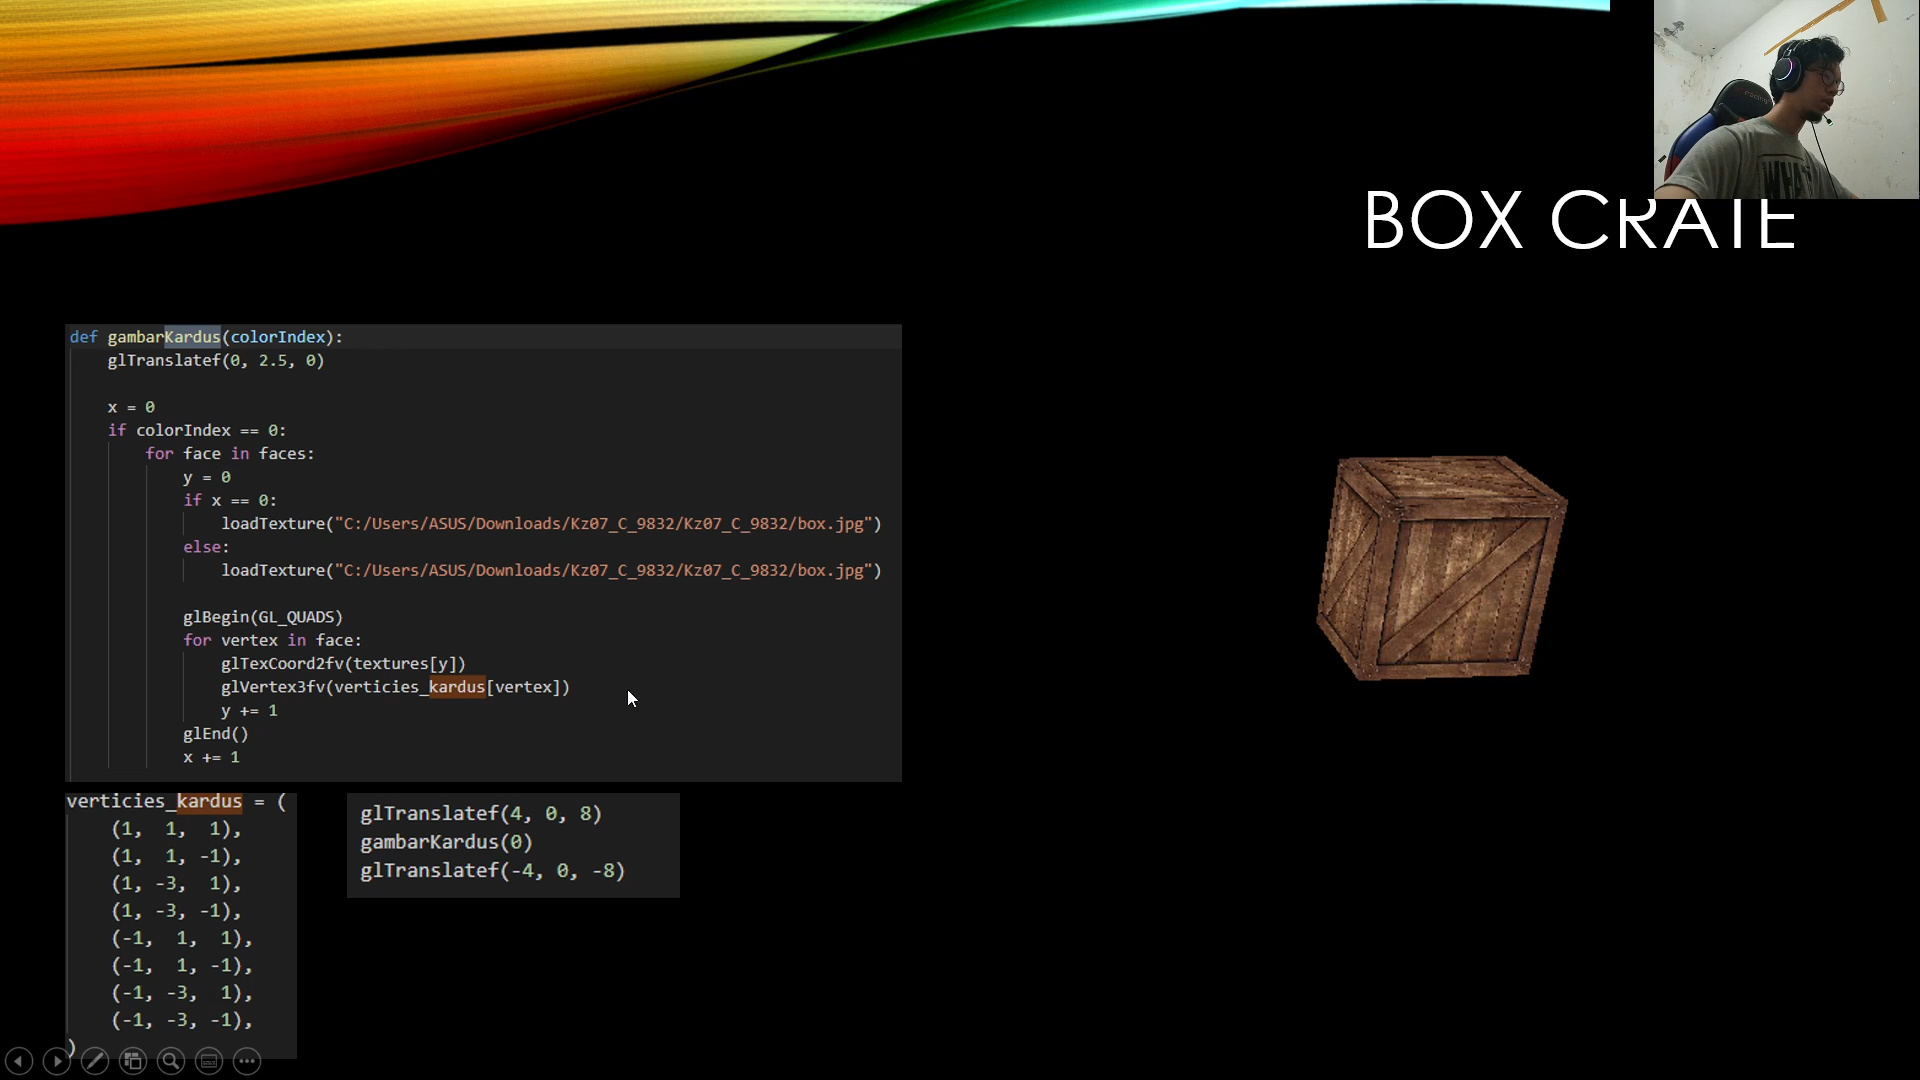 BOX CRATE
def gambarKardus(colorIndex):
    glTranslatef(0, 2.5, 0)
    x = 0
    if colorIndex == 0:
        for face in faces:
            y = 0
            if x == 0:
                loadTexture("C:/Users/ASUS/Downloads/Kz07_C_9832/Kz07_C_9832/box.jpg")
            else:
                loadTexture("C:/Users/ASUS/Downloads/Kz07_C_9832/Kz07_C_9832/box.jpg")
            glBegin(GL_QUADS)
            for vertex in face:
                glTexCoord2fv(textures[y])
                glVertex3fv(verticies_kardus[vertex])
                y += 1
            glEnd()
            x += 1
verticies_kardus = (
    (1,  1,  1),
    (1,  1, -1),
    (1, -3,  1),
    (1, -3, -1),
    (-1,  1,  1),
    (-1,  1, -1),
    (-1, -3,  1),
    (-1, -3, -1),
)
glTranslatef(4, 0, 8)
gambarKardus(0)
glTranslatef(-4, 0, -8)